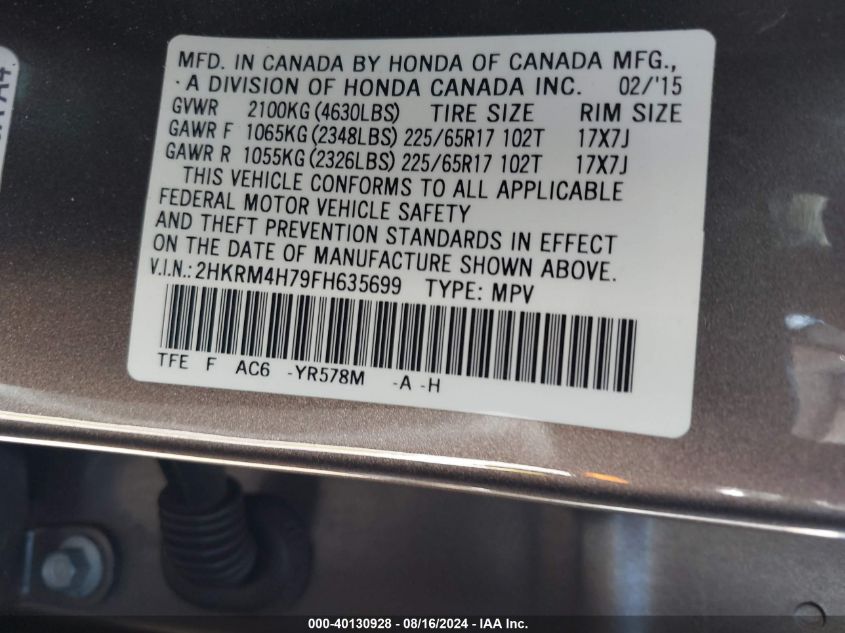 MFD. IN CANADA BY HONDA OF CANADA MFG.,
A DIVISION OF HONDA CANADA INC. 02/'15
GVWR 2100KG (4630LBS) TIRE SIZE RIM SIZE
GAWR F 1065KG (2348LBS) 225/65R17 102T 17X7J
GAWR R 1055KG (2326LBS) 225/65R17 102T 17X7J
THIS VEHICLE CONFORMS TO ALL APPLICABLE
FEDERAL MOTOR VEHICLE SAFETY
AND THEFT PREVENTION STANDARDS IN EFFECT
ON THE DATE OF MANUFACTURE SHOWN ABOVE.
V.I.N.: 2HKRM4H79FH635699 TYPE: MPV
TFE F AC6 -YR578M -A -H
000-40130928 - 08/16/2024 - IAA Inc.